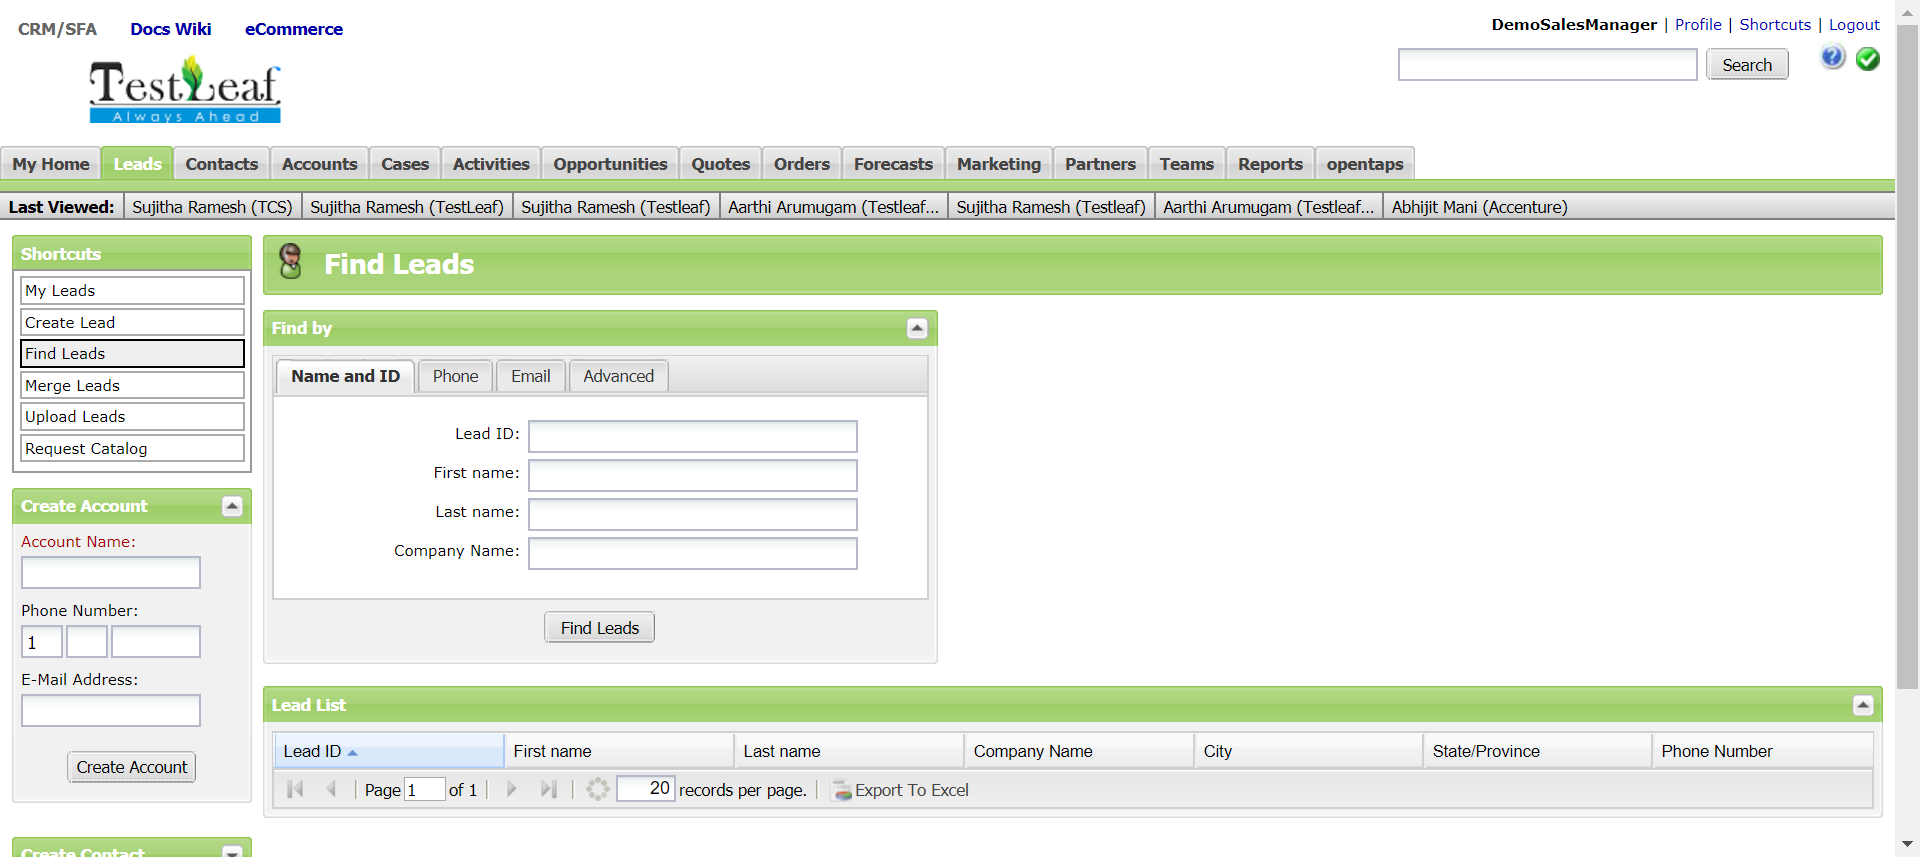 CRM/SFA Docs Wiki eCommerce
DemoSalesManager | Profile | Shortcuts | Logout
Search
TestLeaf
Always Ahead
My Home Leads Contacts Accounts Cases Activities Opportunities Quotes Orders Forecasts Marketing Partners Teams Reports opentaps
Last Viewed: Sujitha Ramesh (TCS) Sujitha Ramesh (TestLeaf) Sujitha Ramesh (Testleaf) Aarthi Arumugam (Testleaf... Sujitha Ramesh (Testleaf) Aarthi Arumugam (Testleaf... Abhijit Mani (Accenture)
Shortcuts
My Leads
Create Lead
Find Leads
Merge Leads
Upload Leads
Request Catalog
Create Account
Account Name:
Phone Number:
1
E-Mail Address:
Create Account
Create Contact
Find Leads
Find by
Name and ID Phone Email Advanced
Lead ID:
First name:
Last name:
Company Name:
Find Leads
Lead List
Lead ID First name Last name Company Name City State/Province Phone Number
Page 1 of 1 20 records per page. Export To Excel